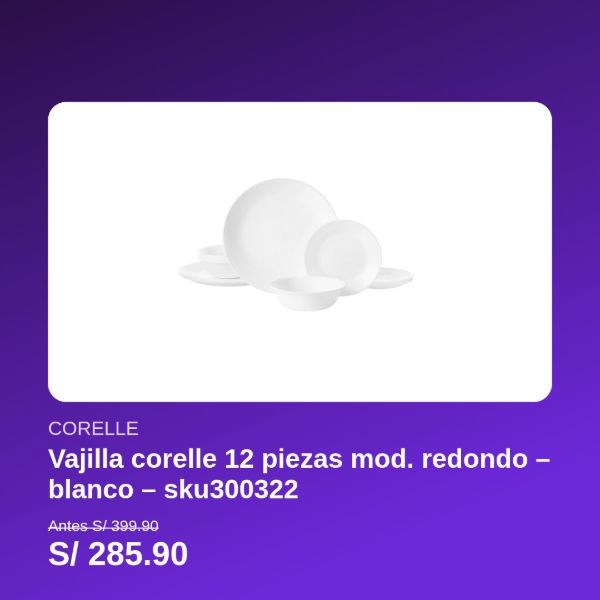 CORELLE
Vajilla corelle 12 piezas mod. redondo –
blanco – sku300322
Antes S/ 399.90
S/ 285.90